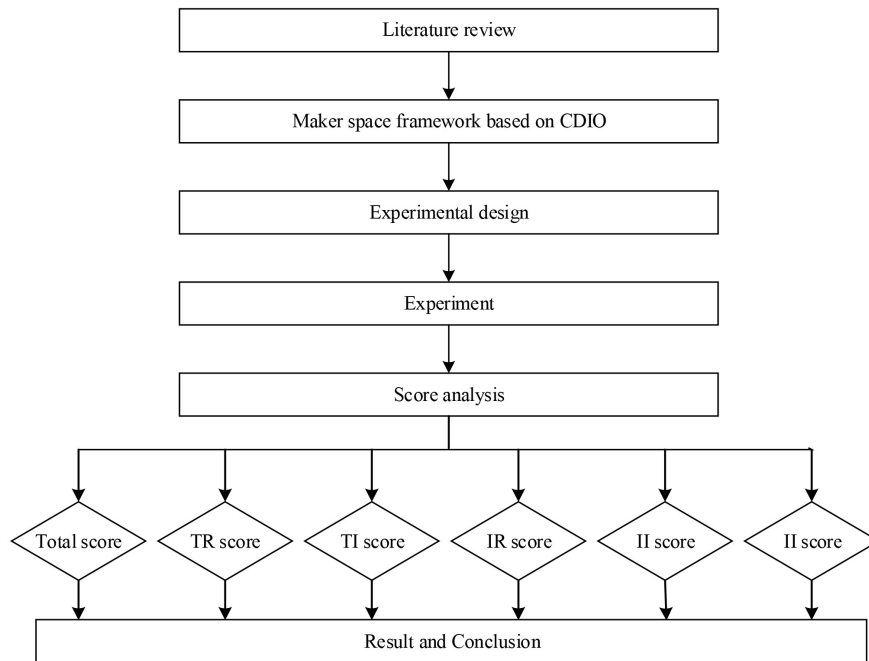 Literature review
Maker space framework based on CDIO
Experimental design
Experiment
Score analysis
Total score
TR score
TI score
IR score
II score
II score
Result and Conclusion